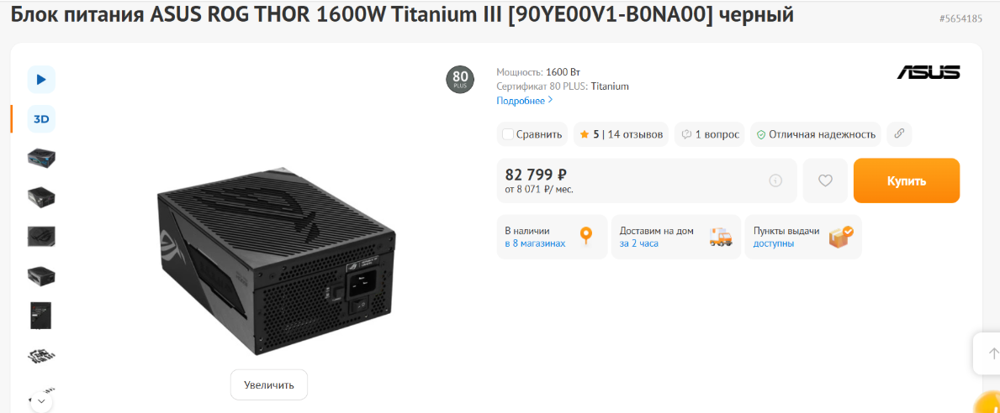 Блок питания ASUS ROG THOR 1600W Titanium III [90YE00V1-B0NA00] черный
#5654185
3D
80
PLUS
Мощность: 1600 Вт
Сертификат 80 PLUS: Titanium
Подробнее
ASUS
Сравнить
5 | 14 отзывов
1 вопрос
Отличная надежность
82 799 ₽
от 8 071 ₽/ мес.
Купить
В наличии
в 8 магазинах
Доставим на дом
за 2 часа
Пункты выдачи
доступны
Увеличить